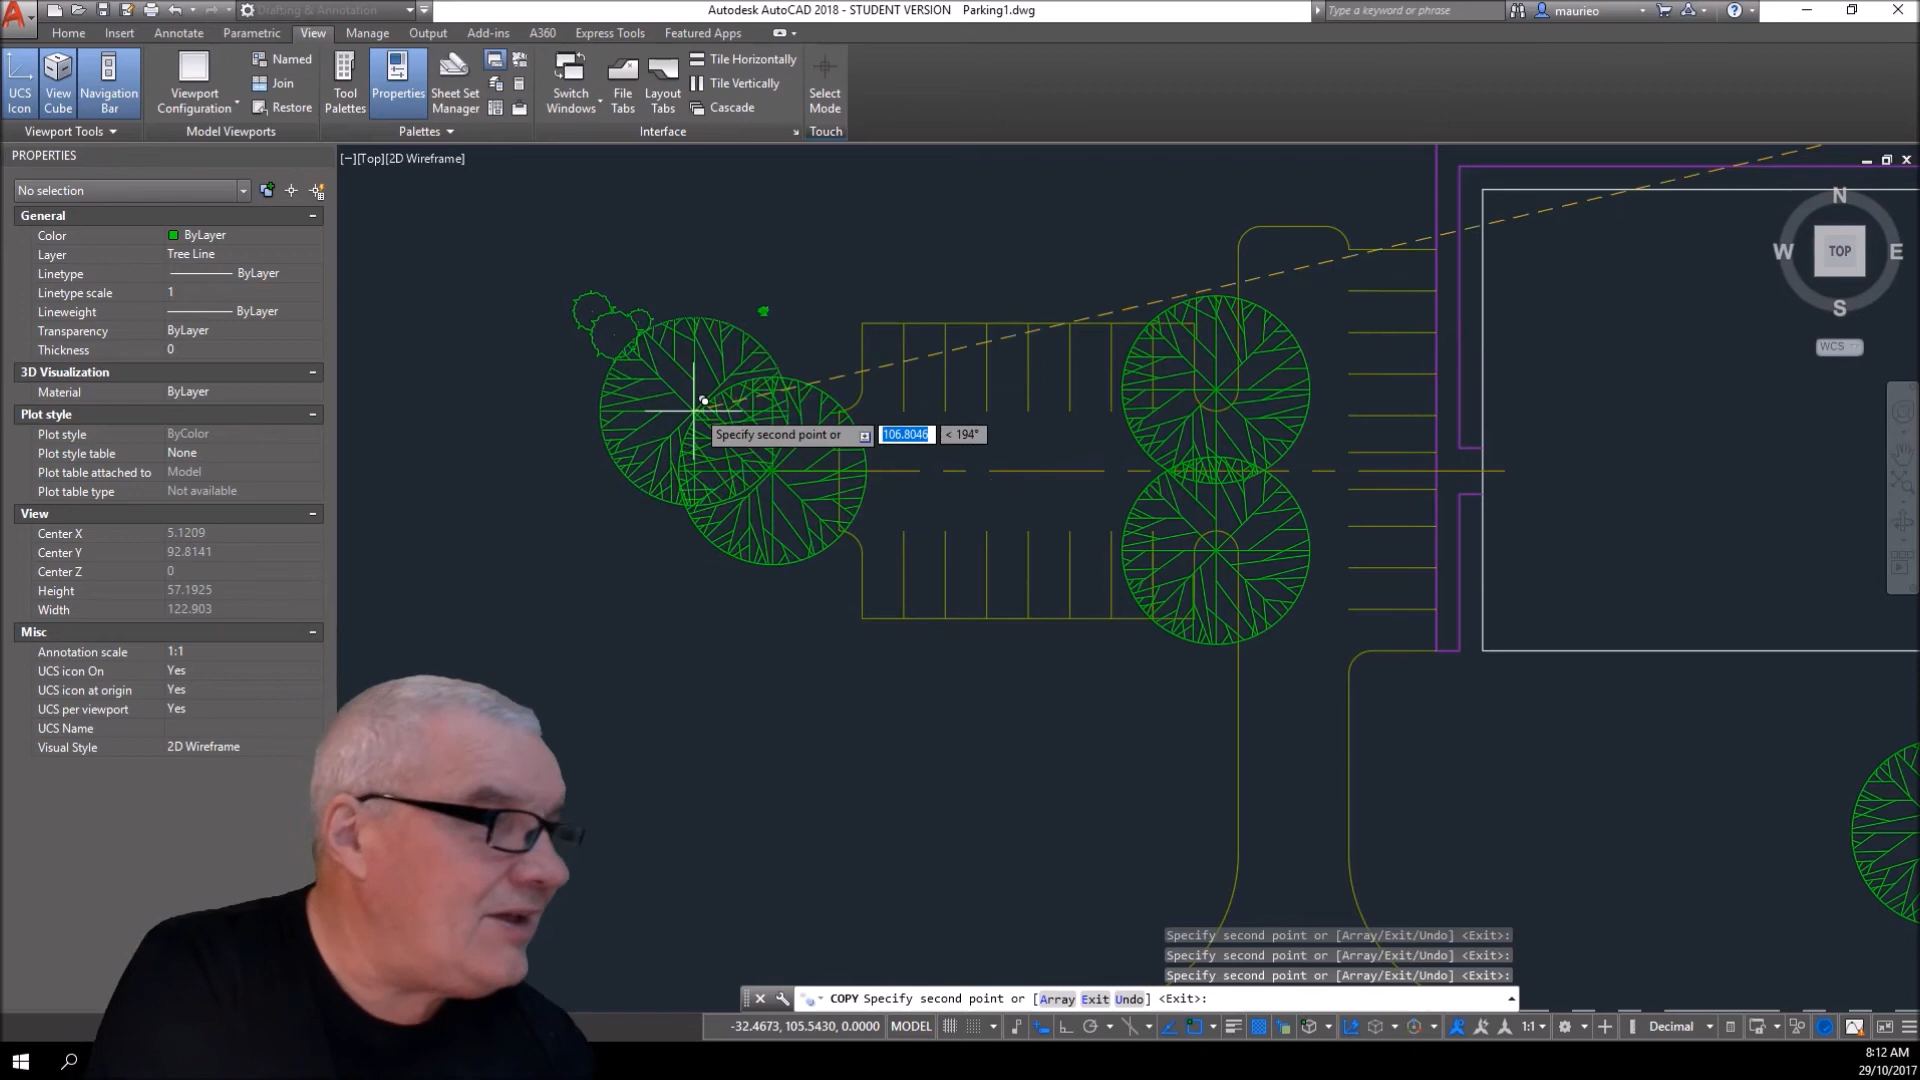 Drafting & Annotation
Autodesk AutoCAD 2018 - STUDENT VERSION Parking1.dwg
Type a keyword or phrase
maurieo
Home Insert Annotate Parametric View Manage Output Add-ins A360 Express Tools Featured Apps
UCS Icon
View Cube
Navigation Bar
Viewport Tools
Viewport Configuration
Named
Join
Restore
Model Viewports
Tool Palettes
Properties
Sheet Set Manager
Palettes
Switch Windows
File Tabs
Layout Tabs
Tile Horizontally
Tile Vertically
Cascade
Interface
Select Mode
Touch
PROPERTIES
[−][Top][2D Wireframe]
No selection
General
Color ByLayer
Layer Tree Line
Linetype ByLayer
Linetype scale 1
Lineweight ByLayer
Transparency ByLayer
Thickness 0
3D Visualization
Material ByLayer
Plot style
Plot style ByColor
Plot style table None
Plot table attached to Model
Plot table type Not available
View
Center X 5.1209
Center Y 92.8141
Center Z 0
Height 57.1925
Width 122.903
Misc
Annotation scale 1:1
UCS icon On Yes
UCS icon at origin Yes
UCS per viewport Yes
UCS Name
Visual Style 2D Wireframe
N
W TOP E
S
WCS
Specify second point or 106.8046 < 194°
Specify second point or [Array/Exit/Undo] <Exit>:
Specify second point or [Array/Exit/Undo] <Exit>:
Specify second point or [Array/Exit/Undo] <Exit>:
COPY Specify second point or [Array Exit Undo] <Exit>:
-32.4673, 105.5430, 0.0000 MODEL 1:1 Decimal
8:12 AM
29/10/2017